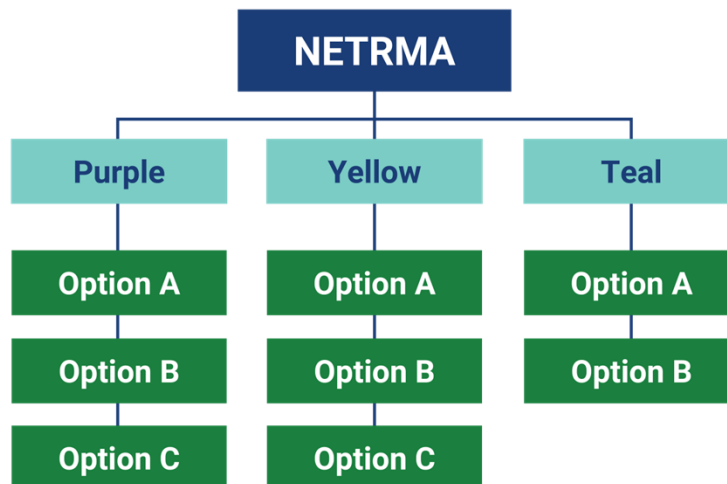 NETRMA
Purple
Yellow
Teal
Option A
Option A
Option A
Option B
Option B
Option B
Option C
Option C